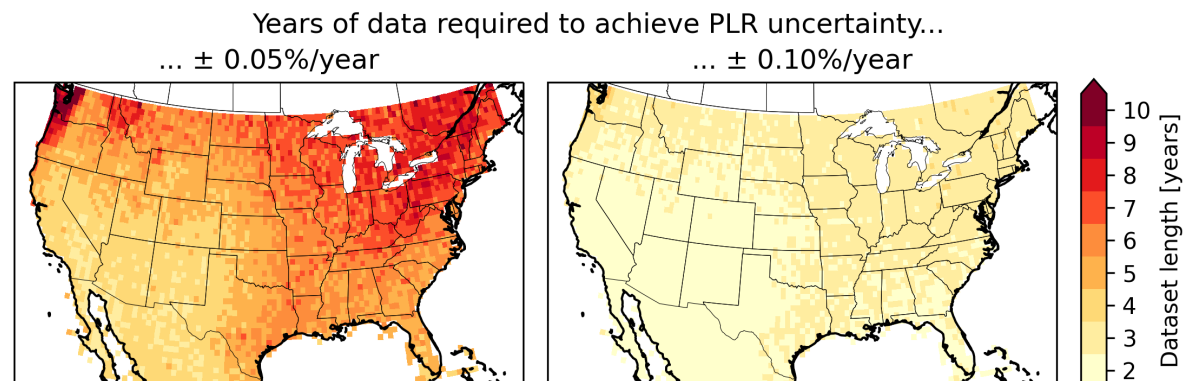 Years of data required to achieve PLR uncertainty...
... ± 0.05%/year
... ± 0.10%/year
10
9
8
7
6
5
4
3
2
Dataset length [years]